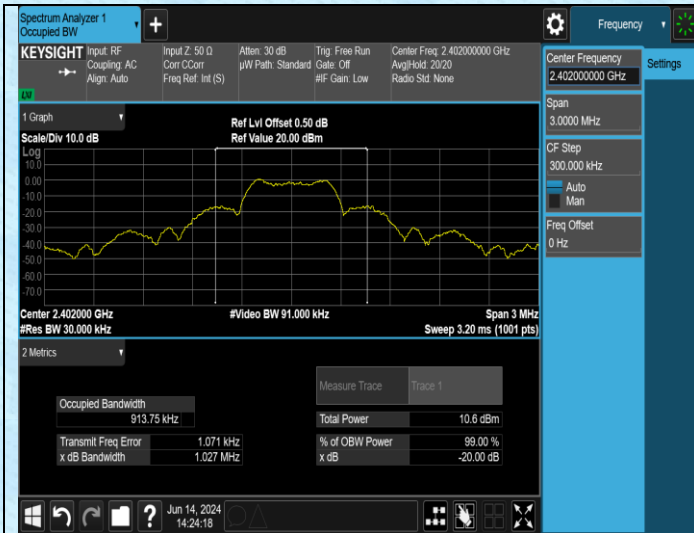 Spectrum Analyzer 1
Occupied BW
Frequency
KEYSIGHT
Input: RF
Coupling: AC
Align: Auto
Input Z: 50 Ω
Corr CCorr
Freq Ref: Int (S)
Atten: 30 dB
µW Path: Standard
Trig: Free Run
Gate: Off
#IF Gain: Low
Center Freq: 2.402000000 GHz
Avg|Hold: 20/20
Radio Std: None
Center Frequency
2.402000000 GHz
Settings
Span
3.0000 MHz
CF Step
300.000 kHz
Auto
Man
Freq Offset
0 Hz
1 Graph
Scale/Div 10.0 dB
Ref Lvl Offset 0.50 dB
Ref Value 20.00 dBm
Log
10.0
0.00
-10.0
-20.0
-30.0
-40.0
-50.0
-60.0
-70.0
Center 2.402000 GHz
#Video BW 91.000 kHz
Span 3 MHz
#Res BW 30.000 kHz
Sweep 3.20 ms (1001 pts)
2 Metrics
Measure Trace
Trace 1
Occupied Bandwidth
913.75 kHz
Total Power
10.6 dBm
Transmit Freq Error
1.071 kHz
% of OBW Power
99.00 %
x dB Bandwidth
1.027 MHz
x dB
-20.00 dB
?
Jun 14, 2024
14:24:18